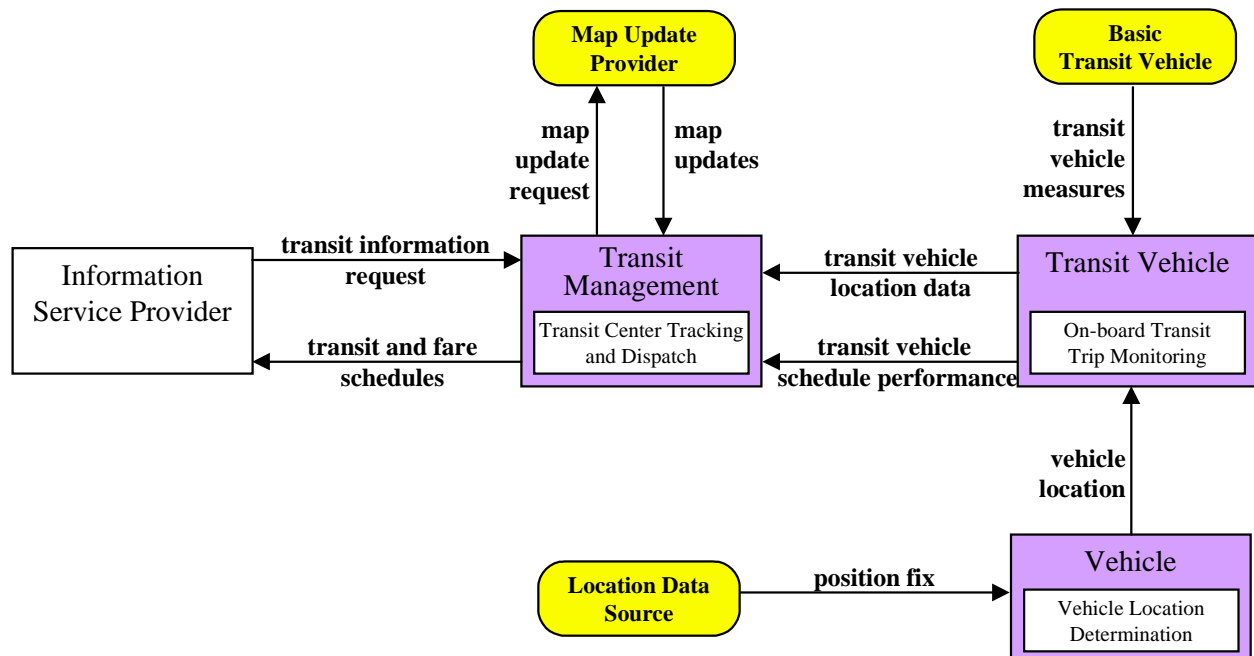 Map Update
Provider
Basic
Transit Vehicle
map
update
request
map
updates
transit
vehicle
measures
Information
Service Provider
transit information
request
transit and fare
schedules
Transit
Management
Transit Center Tracking
and Dispatch
transit vehicle
location data
transit vehicle
schedule performance
Transit Vehicle
On-board Transit
Trip Monitoring
vehicle
location
Location Data
Source
position fix
Vehicle
Vehicle Location
Determination